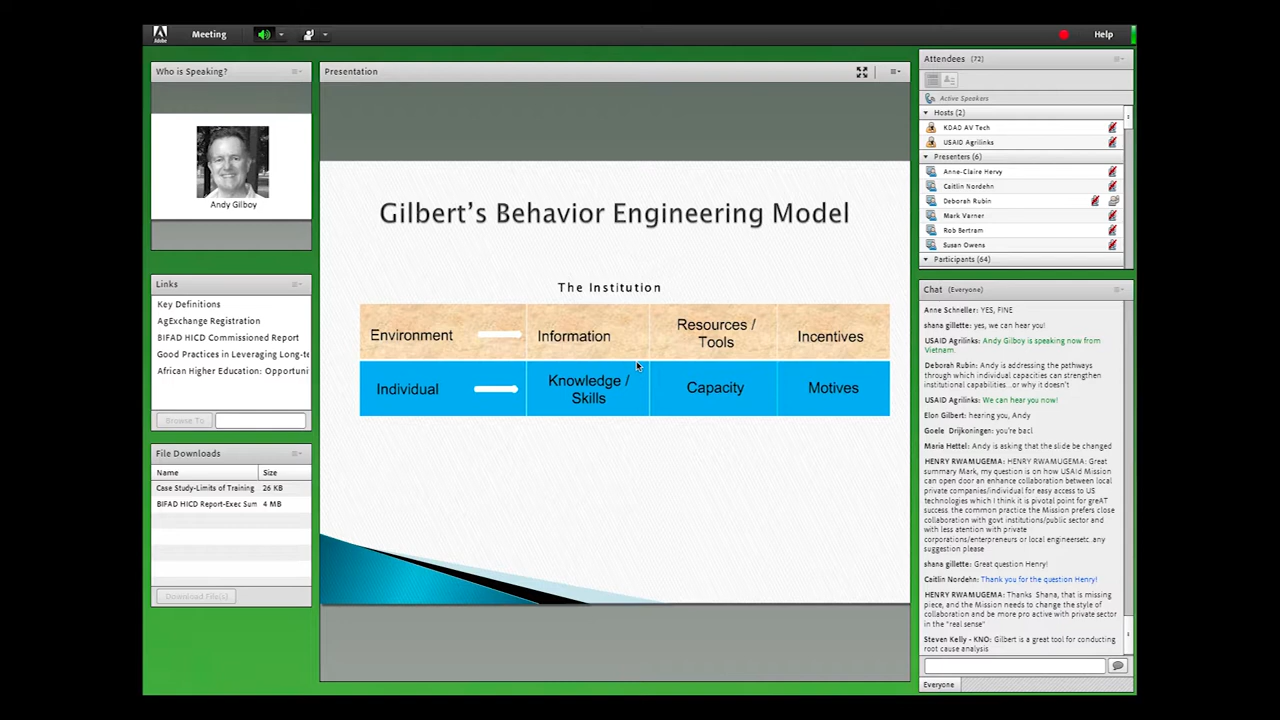 Adobe
Meeting
Help
Who is Speaking?
Andy Gilboy
Links
Key Definitions
AgExchange Registration
BIFAD HICD Commissioned Report
Good Practices in Leveraging Long-te
African Higher Education: Opportuni
Browse To
File Downloads
Name Size
Case Study-Limits of Training 26 KB
BIFAD HICD Report-Exec Sum 4 MB
Download File(s)
Presentation
Gilbert's Behavior Engineering Model
The Institution
Environment Information Resources / Tools Incentives
Individual Knowledge / Skills Capacity Motives
Attendees (72)
Active Speakers
Hosts (2)
KDAD AV Tech
USAID Agrilinks
Presenters (6)
Anne-Claire Hervy
Caitlin Nordehn
Deborah Rubin
Mark Varner
Rob Bertram
Susan Owens
Participants (64)
Chat (Everyone)
Anne Schneller: YES, FINE
shana gillette: yes, we can hear you!
USAID Agrilinks: Andy Gilboy is speaking now from
Vietnam.
Deborah Rubin: Andy is addressing the pathways
through which individual capacities can strengthen
institutional capabilities...or why it doesn't
USAID Agrilinks: We can hear you now!
Elon Gilbert: hearing you, Andy
Goele Drijkoningen: you're bacl
Maria Hettel: Andy is asking that the slide be changed
HENRY RWAMUGEMA: HENRY RWAMUGEMA: Great
summary Mark, my question is on how USAId Mission
can open door an enhance collaboration between local
private companies/individual for easy access to US
technologies which I think it is pivotal point for greAT
success. the common practice the Mission prefers close
collaboration with govt institutions/public sector and
with less atention with private
corporations/enterpreneurs or local engineersetc..any
suggestion please
shana gillette: Great question Henry!
Caitlin Nordehn: Thank you for the question Henry!
HENRY RWAMUGEMA: Thanks Shana, that is missing
piece, and the Mission needs to change the style of
collaboration and be more pro active with private sector
in the "real sense"
Steven Kelly - KNO: Gilbert is a great tool for conducting
root cause analysis
Everyone